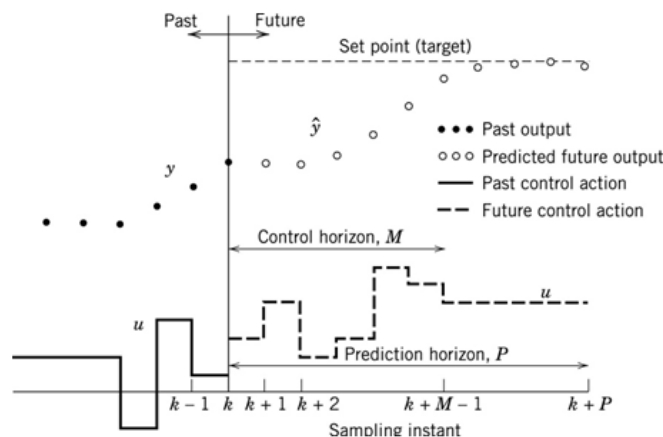 Past Future
Set point (target)
ŷ
y
Past output
Predicted future output
Past control action
Future control action
Control horizon, M
u
u
Prediction horizon, P
k − 1 k k + 1 k + 2 k + M − 1 k + P
Sampling instant